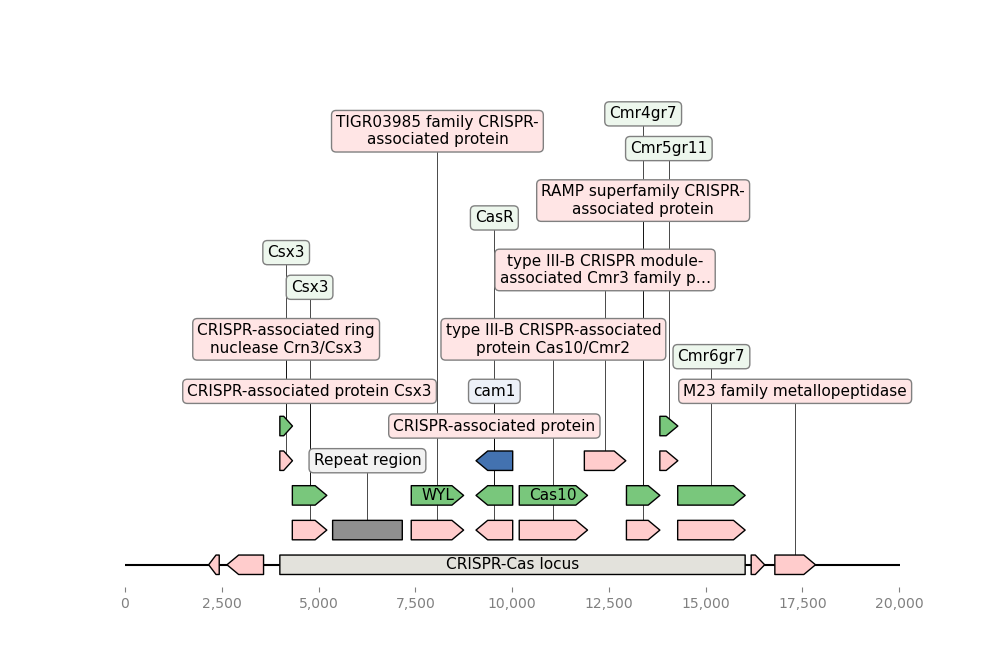 Cmr4gr7
TIGR03985 family CRISPR-
associated protein
Cmr5gr11
RAMP superfamily CRISPR-
associated protein
CasR
Csx3
type III-B CRISPR module-
associated Cmr3 family p...
Csx3
CRISPR-associated ring
nuclease Crn3/Csx3
type III-B CRISPR-associated
protein Cas10/Cmr2
Cmr6gr7
CRISPR-associated protein Csx3
cam1
M23 family metallopeptidase
CRISPR-associated protein
Repeat region
WYL
Cas10
CRISPR-Cas locus
0
2,500
5,000
7,500
10,000
12,500
15,000
17,500
20,000